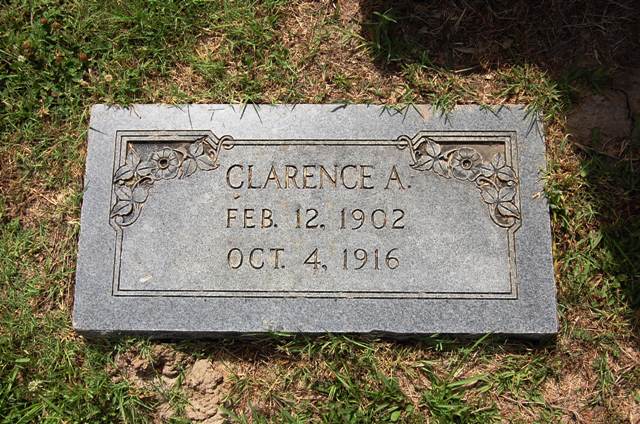 CLARENCE A.
FEB. 12, 1902
OCT. 4, 1916